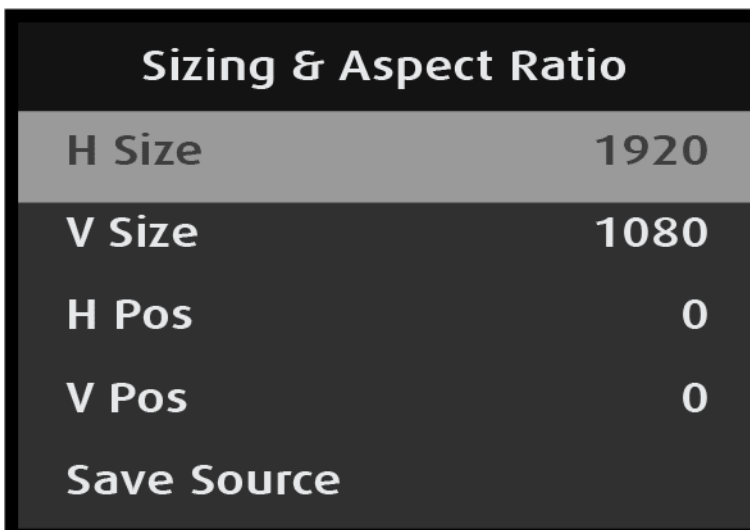 Sizing & Aspect Ratio
H Size 1920
V Size 1080
H Pos 0
V Pos 0
Save Source